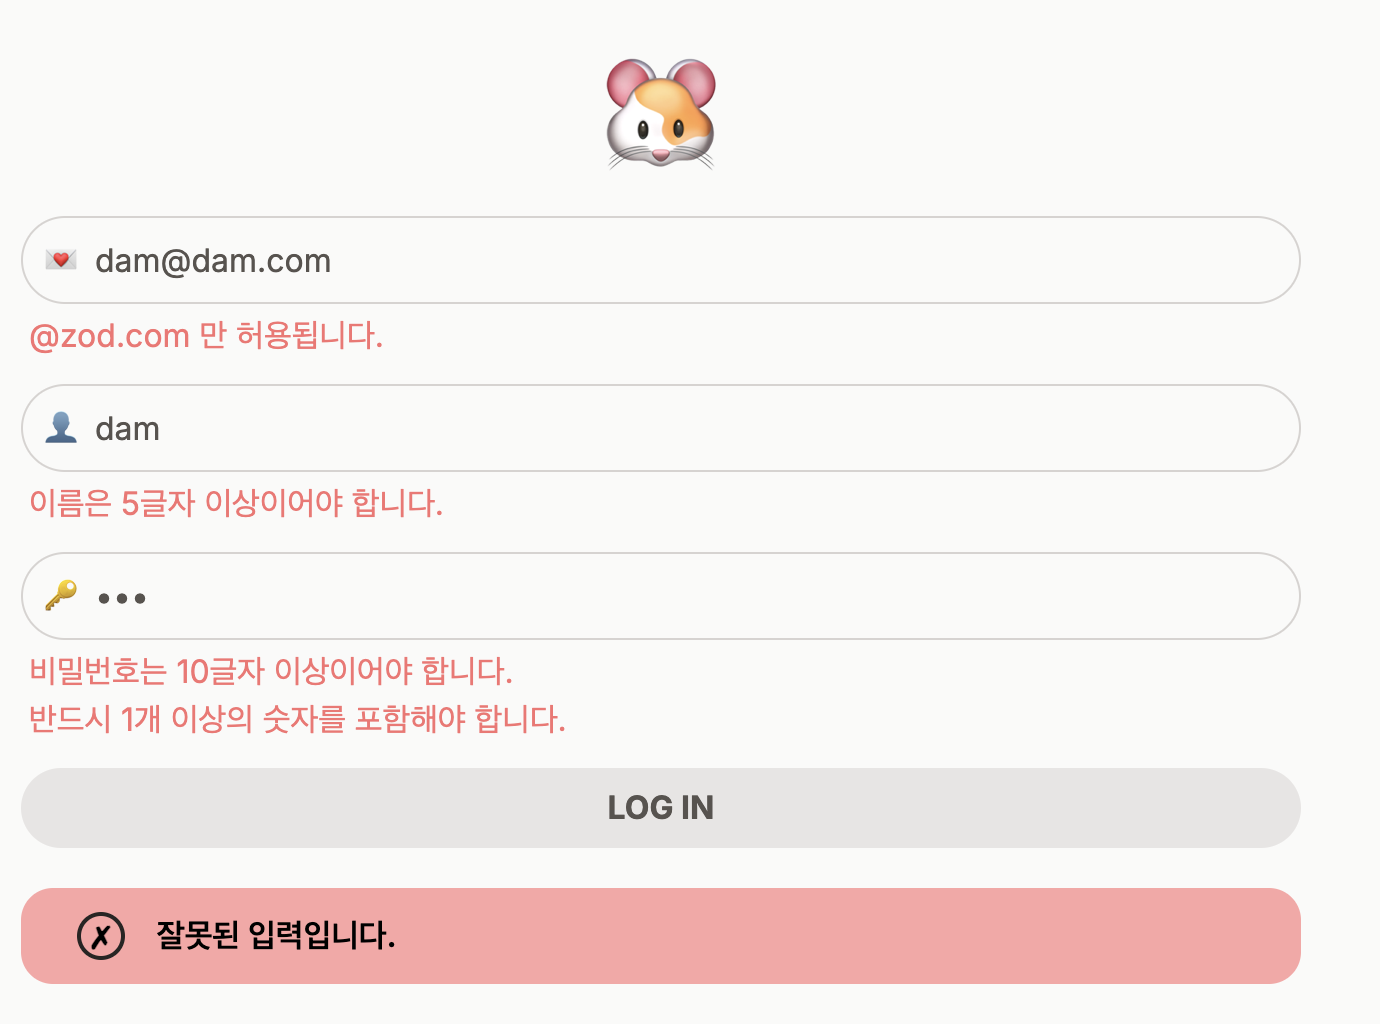 dam@dam.com
@zod.com 만 허용됩니다.
dam
이름은 5글자 이상이어야 합니다.
•••
비밀번호는 10글자 이상이어야 합니다.
반드시 1개 이상의 숫자를 포함해야 합니다.
LOG IN
잘못된 입력입니다.